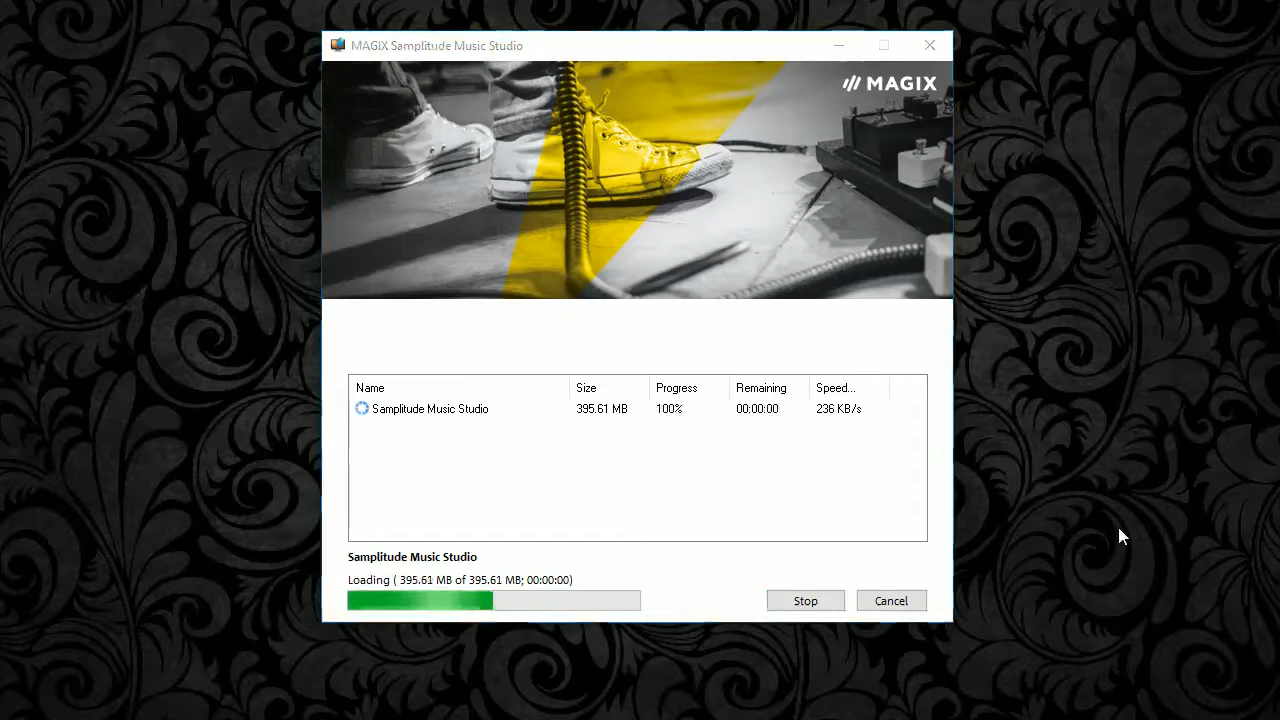 MAGIX Samplitude Music Studio
MAGIX
Name Size Progress Remaining Speed...
Samplitude Music Studio 395.61 MB 100% 00:00:00 236 KB/s
Samplitude Music Studio
Loading ( 395.61 MB of 395.61 MB; 00:00:00)
Stop Cancel